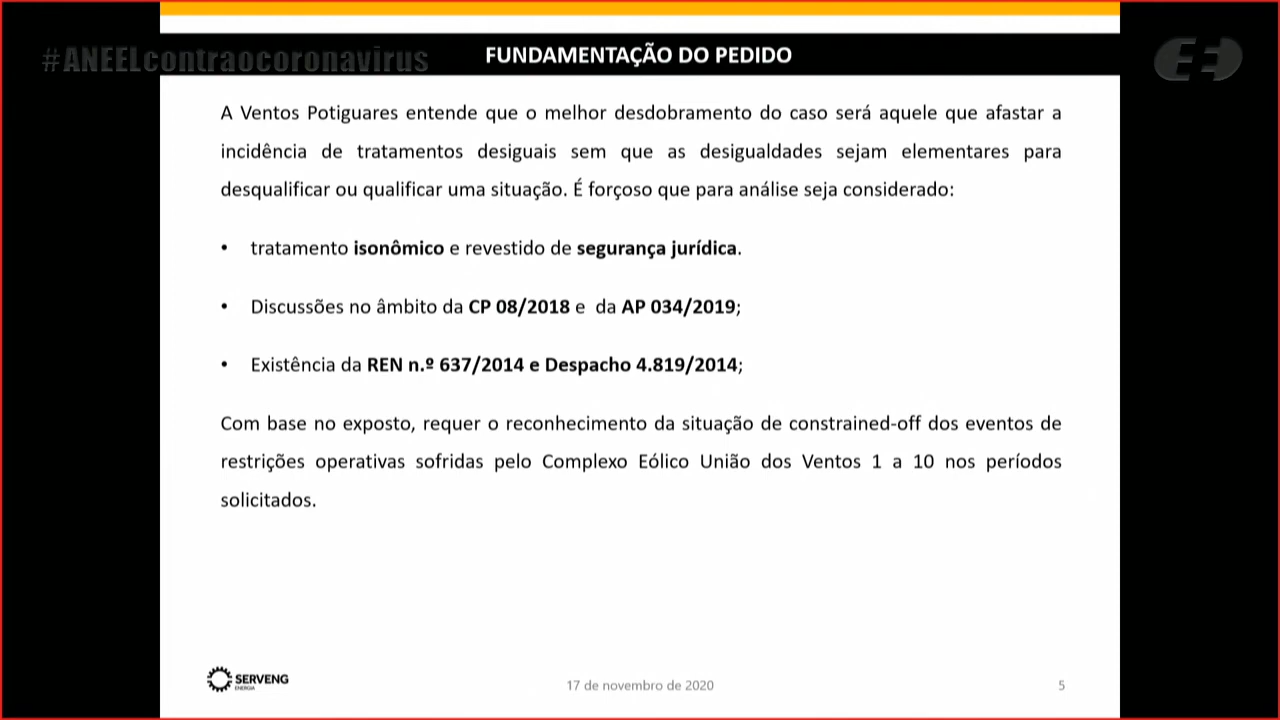 #ANEELcontraocoronavirus
FUNDAMENTAÇÃO DO PEDIDO
A Ventos Potiguares entende que o melhor desdobramento do caso será aquele que afastar a
incidência de tratamentos desiguais sem que as desigualdades sejam elementares para
desqualificar ou qualificar uma situação. É forçoso que para análise seja considerado:
• tratamento isonômico e revestido de segurança jurídica.
• Discussões no âmbito da CP 08/2018 e da AP 034/2019;
• Existência da REN n.º 637/2014 e Despacho 4.819/2014;
Com base no exposto, requer o reconhecimento da situação de constrained-off dos eventos de
restrições operativas sofridas pelo Complexo Eólico União dos Ventos 1 a 10 nos períodos
solicitados.
SERVENG
ENERGIA
17 de novembro de 2020
5